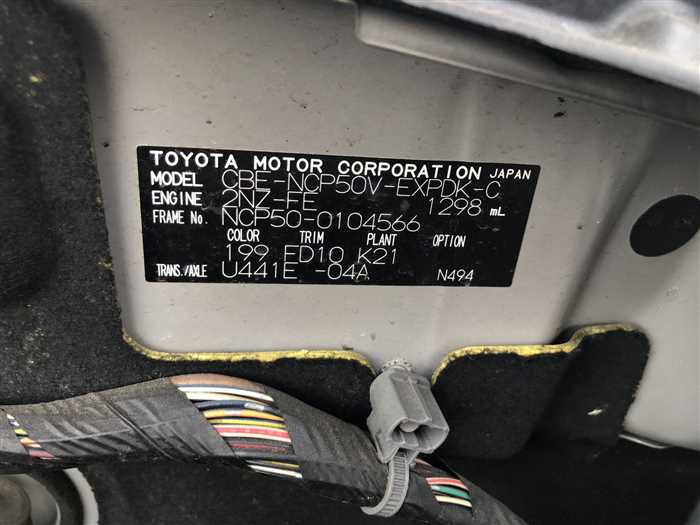 TOYOTA MOTOR CORPORATION JAPAN
MODEL CBE-NCP50V-EXPDK-C
ENGINE 2NZ-FE 1298 mL
FRAME No. NCP50-0104566
COLOR TRIM PLANT OPTION
199 FD10 K21
TRANS./AXLE U441E -04A N494